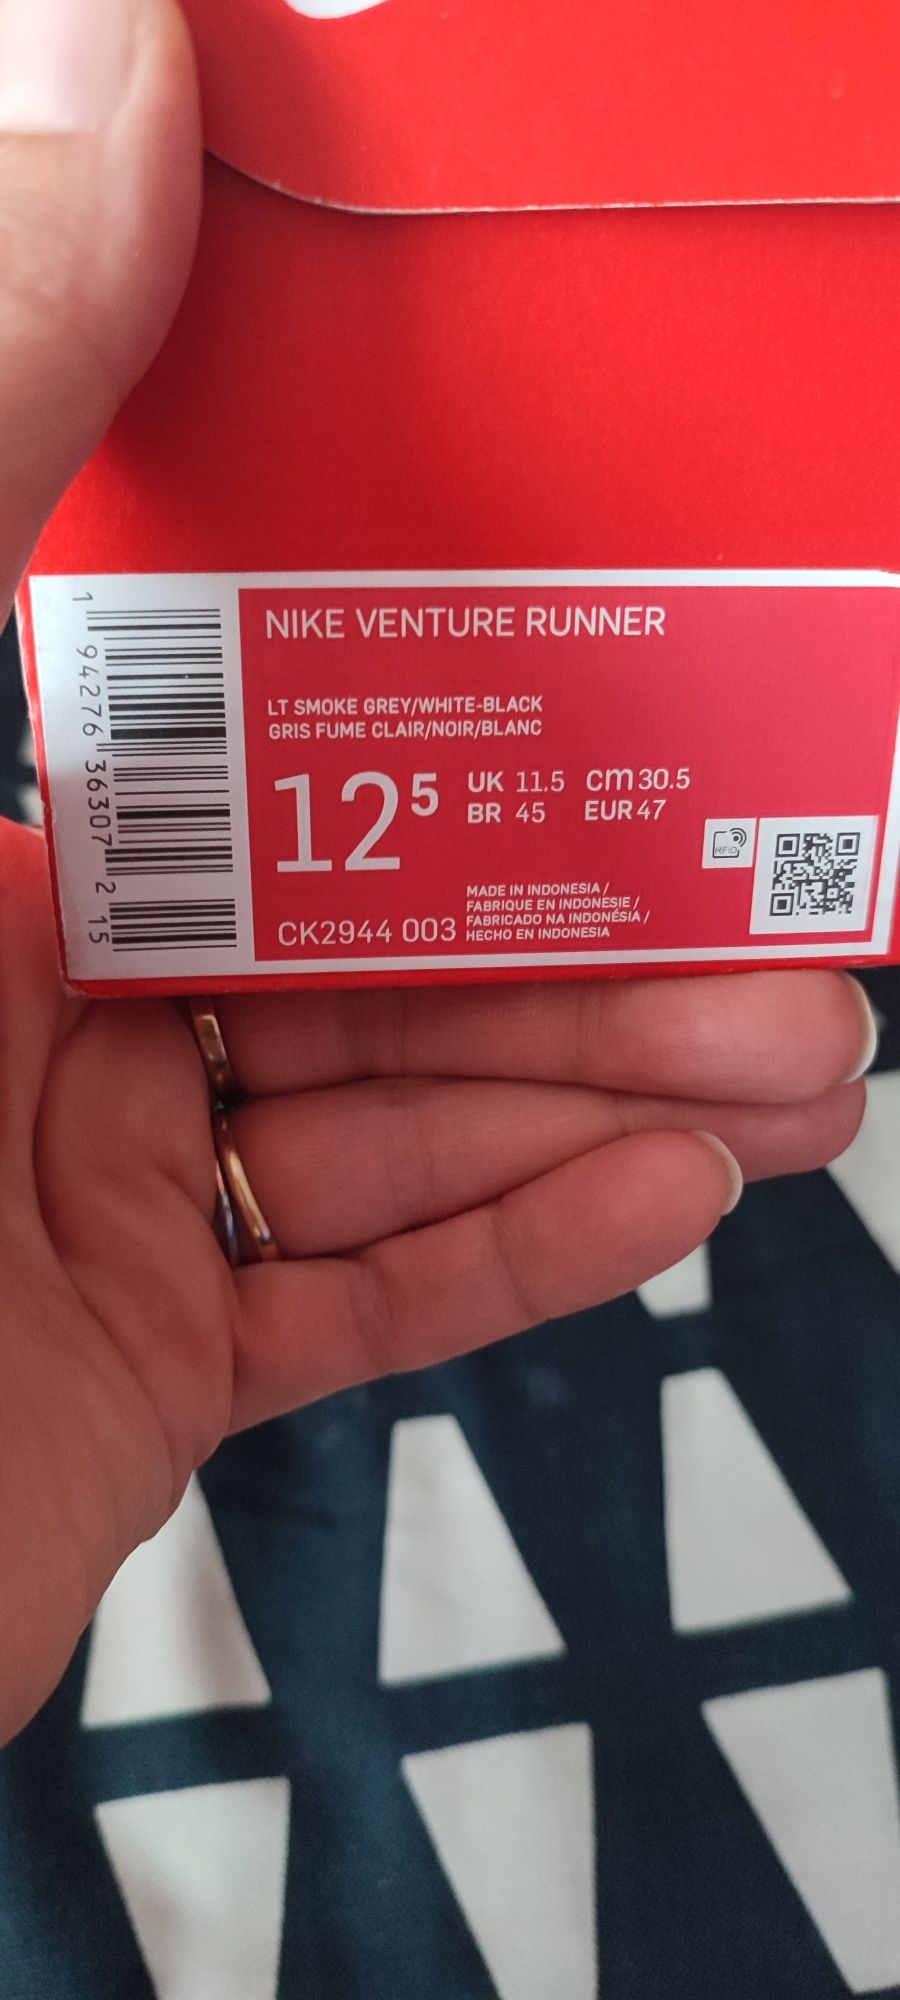 NIKE VENTURE RUNNER
LT SMOKE GREY/WHITE-BLACK
GRIS FUME CLAIR/NOIR/BLANC
12 5
UK 11.5 cm 30.5
BR 45 EUR 47
RFID
MADE IN INDONESIA /
FABRIQUE EN INDONESIE /
FABRICADO NA INDONÉSIA /
HECHO EN INDONESIA
CK2944 003
1 94276 36307 2 15